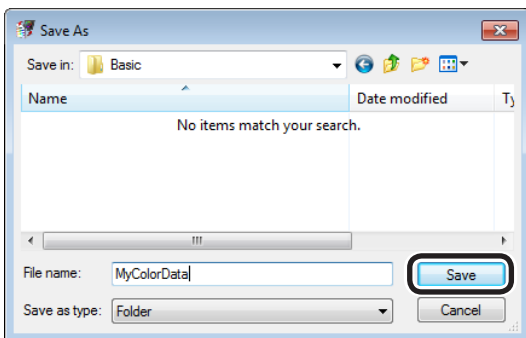 Save As
Save in: Basic
Name Date modified Ty
No items match your search.
File name: MyColorData
Save
Save as type: Folder
Cancel